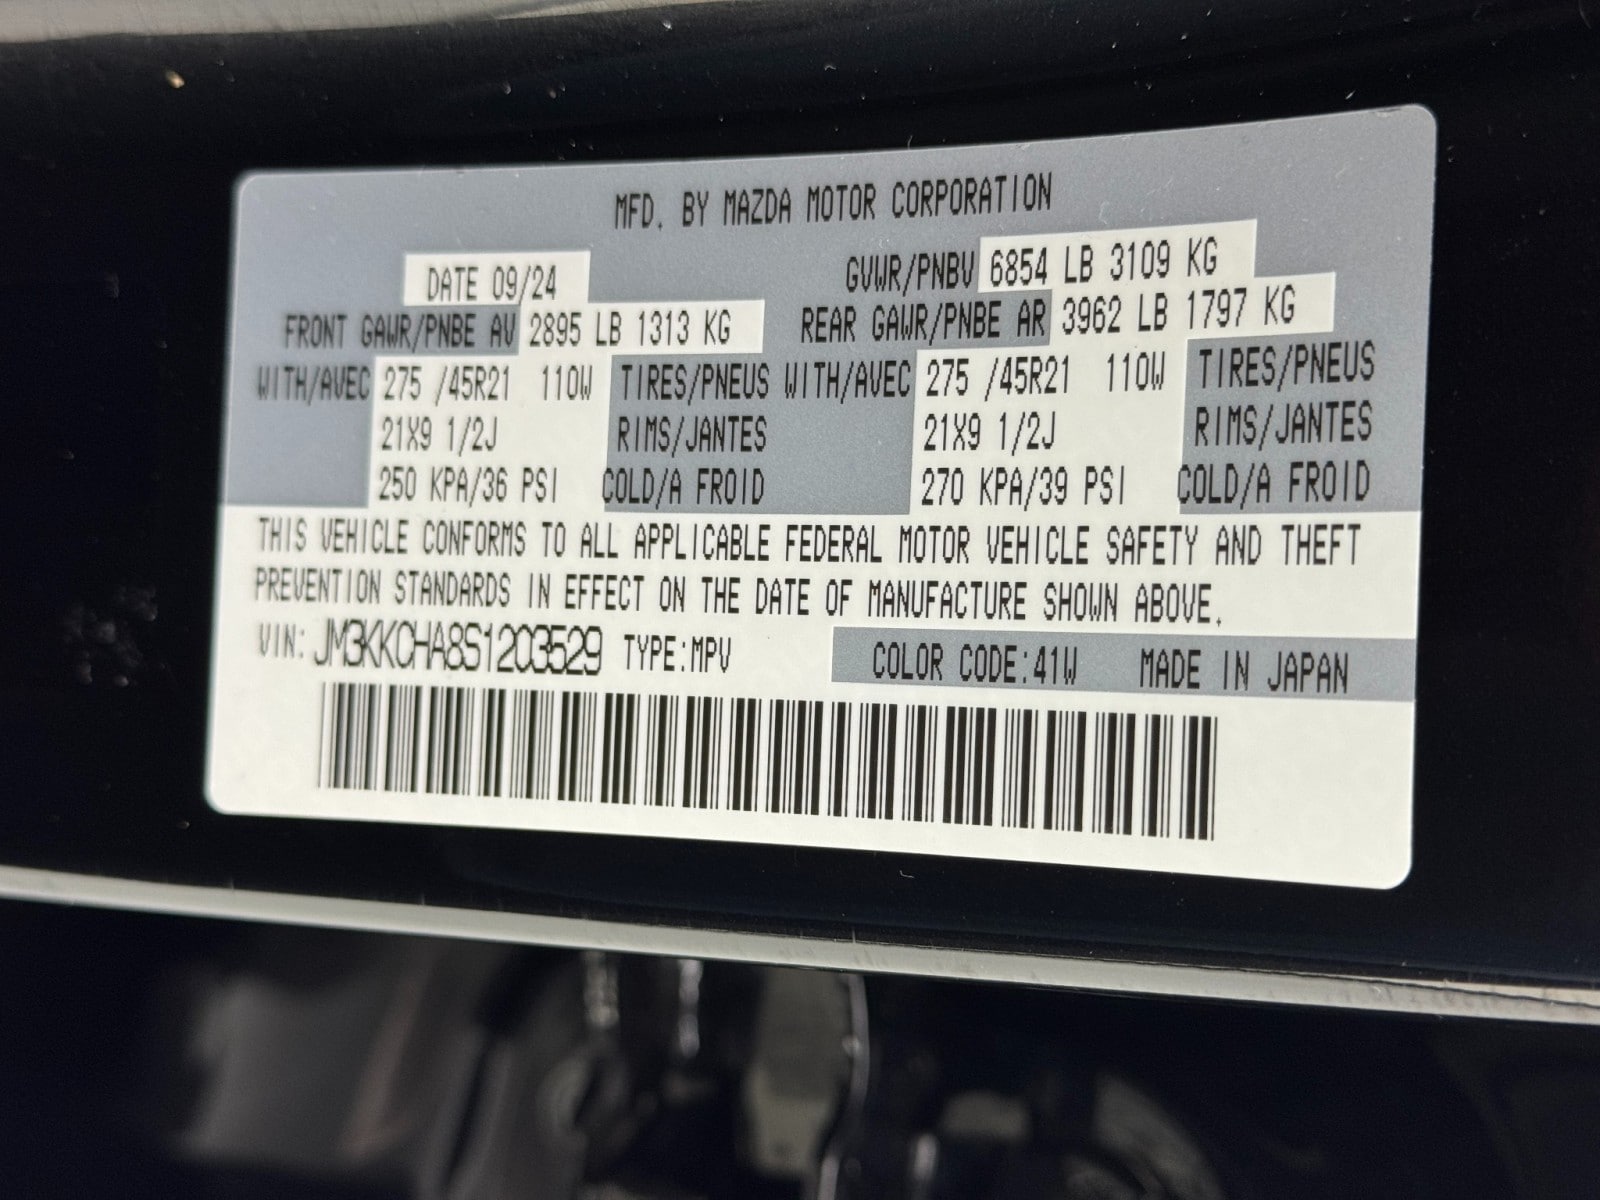 MFD. BY MAZDA MOTOR CORPORATION
DATE 09/24 GVWR/PNBV 6854 LB 3109 KG
FRONT GAWR/PNBE AV 2895 LB 1313 KG REAR GAWR/PNBE AR 3962 LB 1797 KG
WITH/AVEC 275 /45R21 110W TIRES/PNEUS WITH/AVEC 275 /45R21 110W TIRES/PNEUS
21X9 1/2J RIMS/JANTES 21X9 1/2J RIMS/JANTES
250 KPA/36 PSI COLD/A FROID 270 KPA/39 PSI COLD/A FROID
THIS VEHICLE CONFORMS TO ALL APPLICABLE FEDERAL MOTOR VEHICLE SAFETY AND THEFT
PREVENTION STANDARDS IN EFFECT ON THE DATE OF MANUFACTURE SHOWN ABOVE.
VIN: JM3KKCHA8S1203529 TYPE:MPV COLOR CODE:41W MADE IN JAPAN